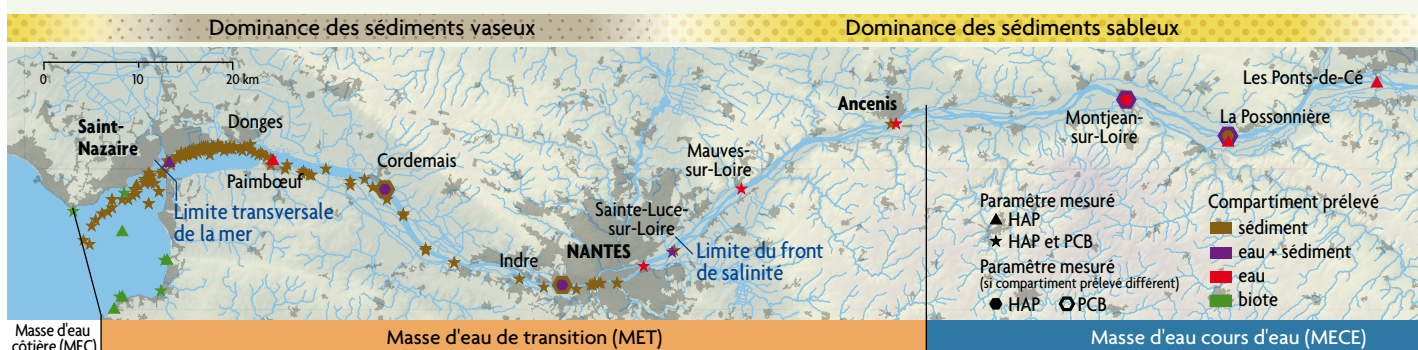 Dominance des sédiments vaseux
Dominance des sédiments sableux
0
10
20 km
Saint-
Nazaire
Donges
Paimbœuf
Limite transversale
de la mer
Cordemais
Indre
NANTES
Sainte-Luce-
sur-Loire
Limite du front
de salinité
Mauves-
sur-Loire
Ancenis
Montjean-
sur-Loire
La Possonnière
Les Ponts-de-Cé
Paramètre mesuré
HAP
HAP et PCB
Paramètre mesuré
(si compartiment prélevé différent)
HAP
PCB
Compartiment prélevé
sédiment
eau + sédiment
eau
biote
Masse d'eau
côtière (MEC)
Masse d'eau de transition (MET)
Masse d'eau cours d'eau (MECE)